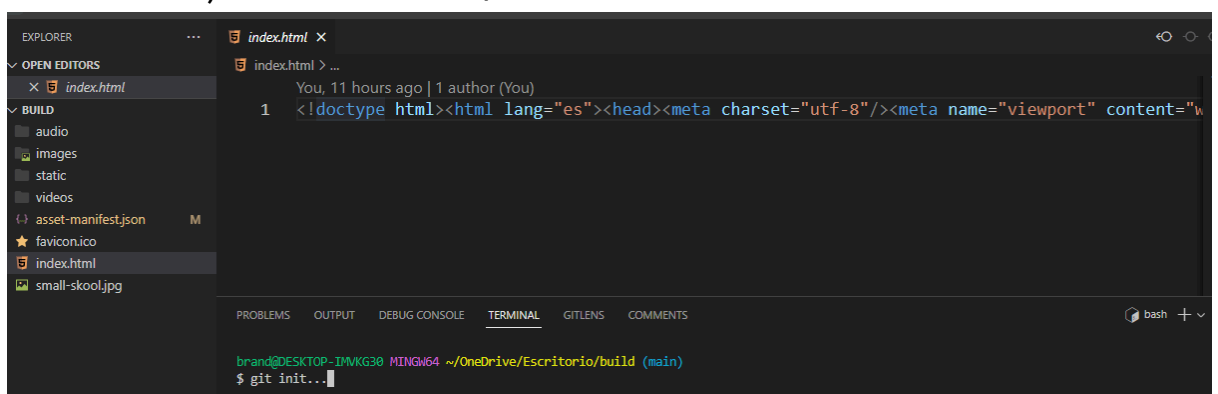 EXPLORER ...
OPEN EDITORS
index.html
BUILD
audio
images
static
videos
asset-manifest.json M
favicon.ico
index.html
small-skool.jpg
index.html
index.html > ...
You, 11 hours ago | 1 author (You)
1 <!doctype html><html lang="es"><head><meta charset="utf-8"/><meta name="viewport" content="w
PROBLEMS OUTPUT DEBUG CONSOLE TERMINAL GITLENS COMMENTS bash
brand@DESKTOP-IMVKG30 MINGW64 ~/OneDrive/Escritorio/build (main)
$ git init...